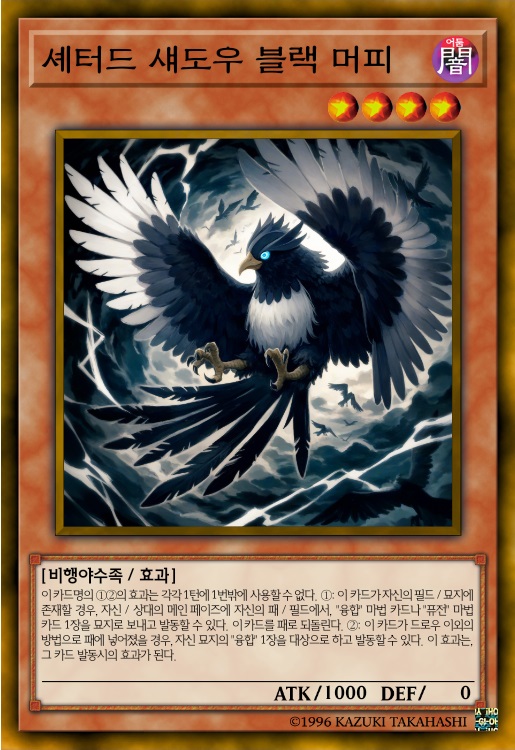 셰터드 섀도우 블랙 머피
어둠
闇
[비행야수족 / 효과]
이 카드명의 ①②의 효과는 각각 1턴에 1번밖에 사용할 수 없다. ①: 이 카드가 자신의 필드 / 묘지에
존재할 경우, 자신 / 상대의 메인 페이즈에 자신의 패 / 필드에서, "융합" 마법 카드나 "퓨전" 마법
카드 1장을 묘지로 보내고 발동할 수 있다. 이 카드를 패로 되돌린다. ②: 이 카드가 드로우 이외의
방법으로 패에 넣어졌을 경우, 자신 묘지의 "융합" 1장을 대상으로 하고 발동할 수 있다. 이 효과는,
그 카드 발동시의 효과가 된다.
ATK/1000 DEF/ 0
©1996 KAZUKI TAKAHASHI